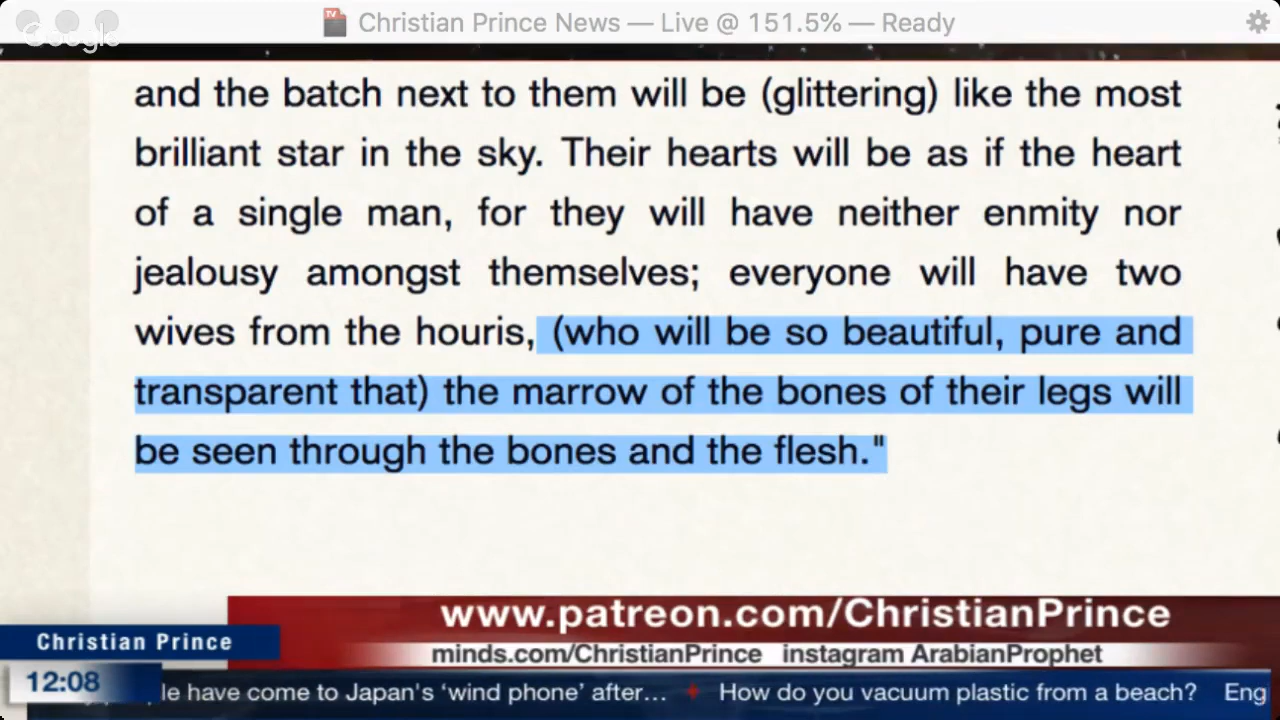 Christian Prince News — Live @ 151.5% — Ready
Google
and the batch next to them will be (glittering) like the most
brilliant star in the sky. Their hearts will be as if the heart
of a single man, for they will have neither enmity nor
jealousy amongst themselves; everyone will have two
wives from the houris, (who will be so beautiful, pure and
transparent that) the marrow of the bones of their legs will
be seen through the bones and the flesh."
www.patreon.com/ChristianPrince
Christian Prince
minds.com/ChristianPrince instagram ArabianProphet
12:08
le have come to Japan's ‘wind phone’ after... How do you vacuum plastic from a beach? Eng